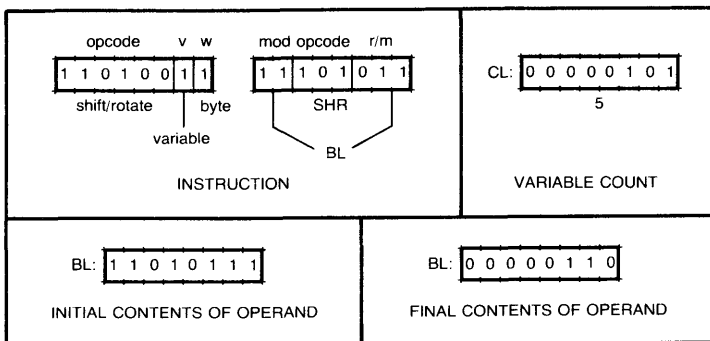 opcode v w
1 1 0 1 0 0 1 1
shift/rotate byte
variable
mod opcode r/m
1 1 1 0 1 0 1 1
SHR
BL
INSTRUCTION
CL: 0 0 0 0 0 1 0 1
5
VARIABLE COUNT
BL: 1 1 0 1 0 1 1 1
INITIAL CONTENTS OF OPERAND
BL: 0 0 0 0 0 1 1 0
FINAL CONTENTS OF OPERAND